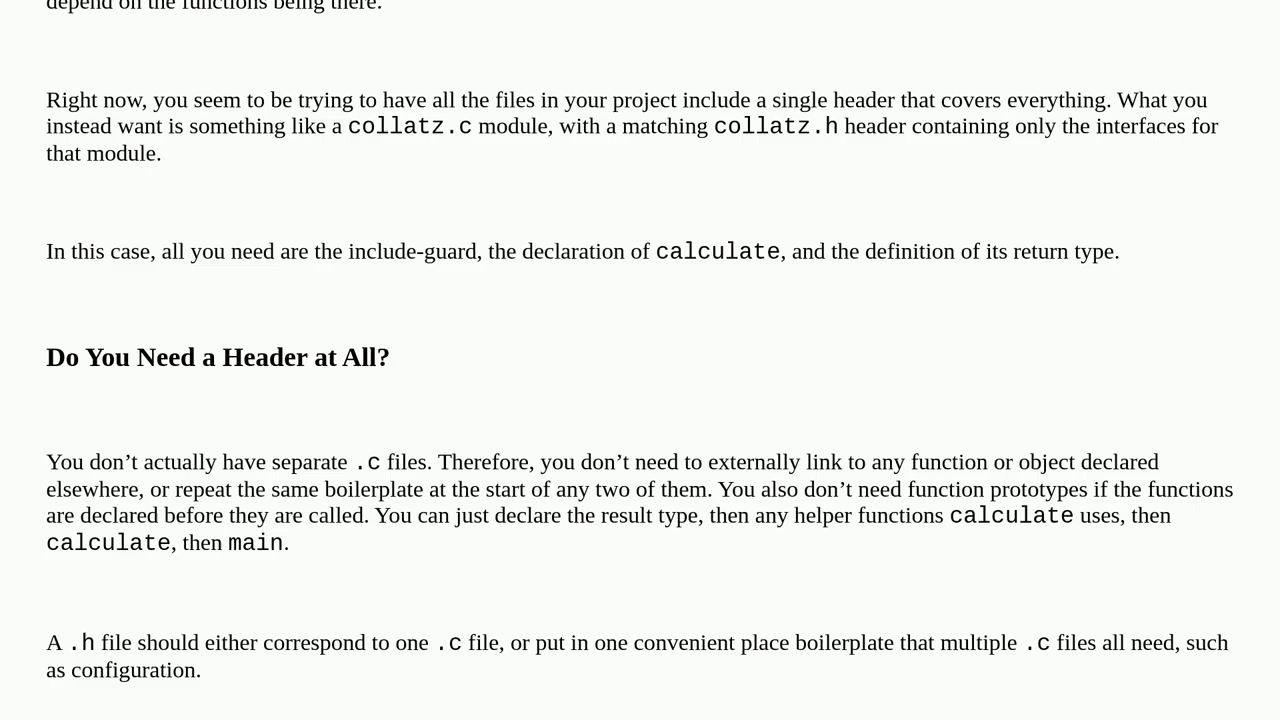 depend on the functions being there.
Right now, you seem to be trying to have all the files in your project include a single header that covers everything. What you
instead want is something like a collatz.c module, with a matching collatz.h header containing only the interfaces for
that module.
In this case, all you need are the include-guard, the declaration of calculate, and the definition of its return type.
Do You Need a Header at All?
You don’t actually have separate .c files. Therefore, you don’t need to externally link to any function or object declared
elsewhere, or repeat the same boilerplate at the start of any two of them. You also don’t need function prototypes if the functions
are declared before they are called. You can just declare the result type, then any helper functions calculate uses, then
calculate, then main.
A .h file should either correspond to one .c file, or put in one convenient place boilerplate that multiple .c files all need, such
as configuration.